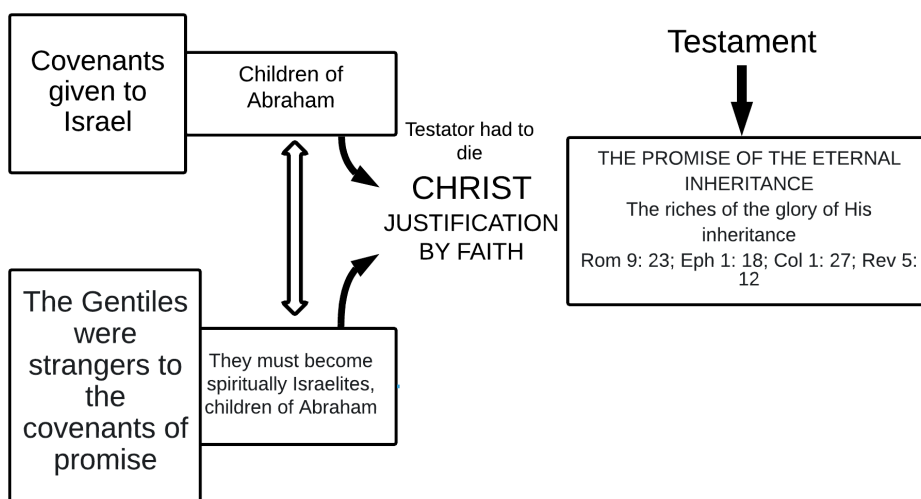 Covenants
given to
Israel
Children of
Abraham
Testator had to
die
CHRIST
JUSTIFICATION
BY FAITH
Testament
THE PROMISE OF THE ETERNAL
INHERITANCE
The riches of the glory of His
inheritance
Rom 9: 23; Eph 1: 18; Col 1: 27; Rev 5:
12
The Gentiles
were
strangers to
the
covenants of
promise
They must become
spiritually Israelites,
children of Abraham